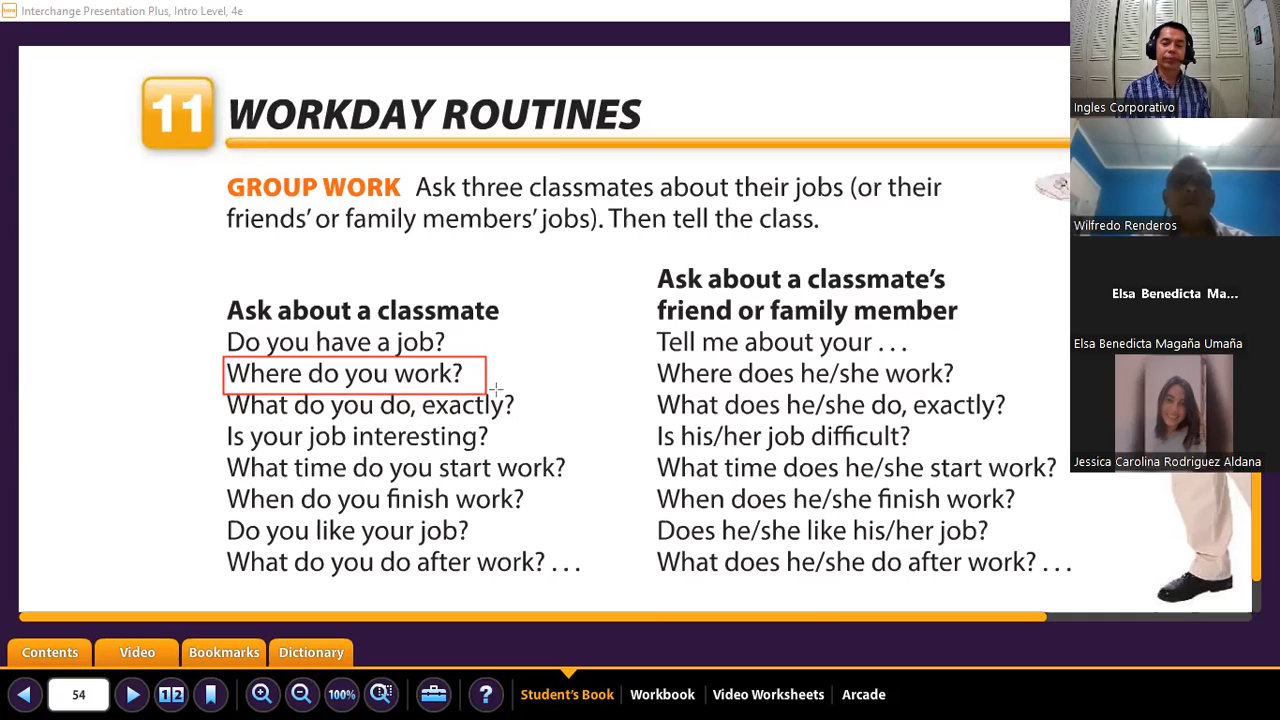 Interchange Presentation Plus, Intro Level, 4e
11 WORKDAY ROUTINES
GROUP WORK Ask three classmates about their jobs (or their
friends' or family members' jobs). Then tell the class.
Ask about a classmate
Do you have a job?
Where do you work?
What do you do, exactly?
Is your job interesting?
What time do you start work?
When do you finish work?
Do you like your job?
What do you do after work? . . .
Ask about a classmate's
friend or family member
Tell me about your . . .
Where does he/she work?
What does he/she do, exactly?
Is his/her job difficult?
What time does he/she start work?
When does he/she finish work?
Does he/she like his/her job?
What does he/she do after work? . . .
Ingles Corporativo
Wilfredo Renderos
Elsa Benedicta Ma...
Elsa Benedicta Magaña Umaña
Jessica Carolina Rodriguez Aldana
Contents Video Bookmarks Dictionary
54 1 2 100% ? Student's Book Workbook Video Worksheets Arcade